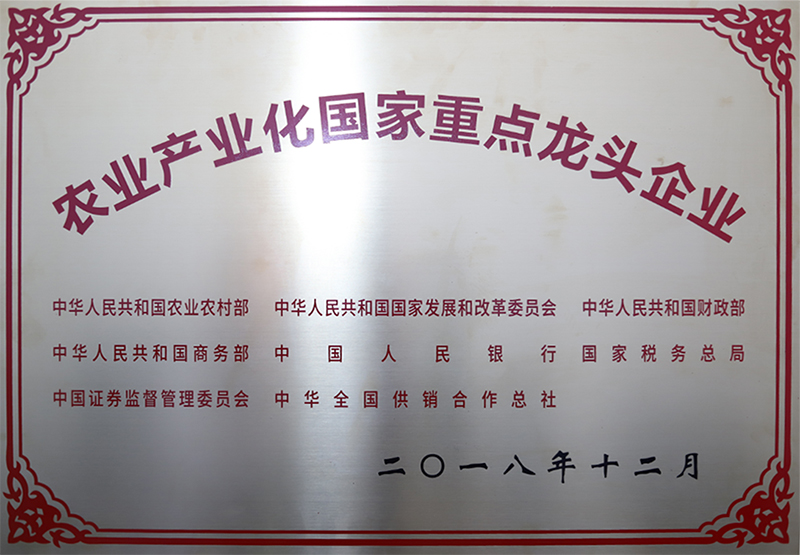 农业产业化国家重点龙头企业
中华人民共和国农业农村部 中华人民共和国国家发展和改革委员会 中华人民共和国财政部
中华人民共和国商务部 中国人民银行 国家税务总局
中国证券监督管理委员会 中华全国供销合作总社
二〇一八年十二月